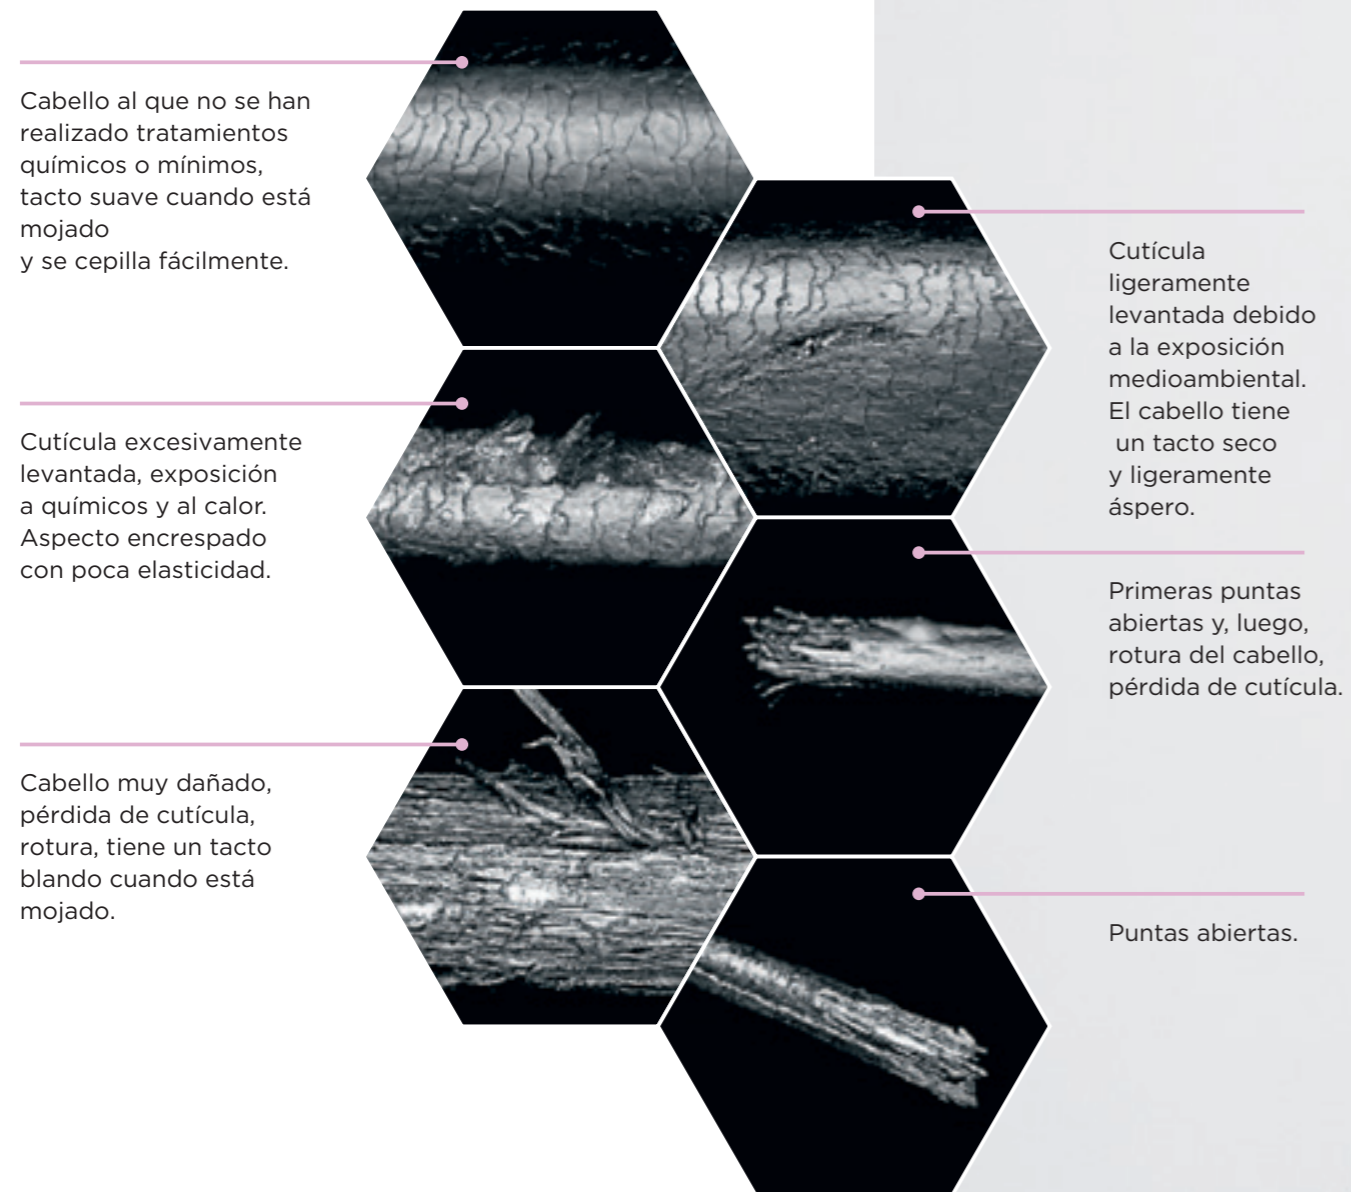 Cabello al que no se han
realizado tratamientos
químicos o mínimos,
tacto suave cuando está
mojado
y se cepilla fácilmente.
Cutícula
ligeramente
levantada debido
a la exposición
medioambiental.
El cabello tiene
un tacto seco
y ligeramente
áspero.
Cutícula excesivamente
levantada, exposición
a químicos y al calor.
Aspecto encrespado
con poca elasticidad.
Primeras puntas
abiertas y, luego,
rotura del cabello,
pérdida de cutícula.
Cabello muy dañado,
pérdida de cutícula,
rotura, tiene un tacto
blando cuando está
mojado.
Puntas abiertas.